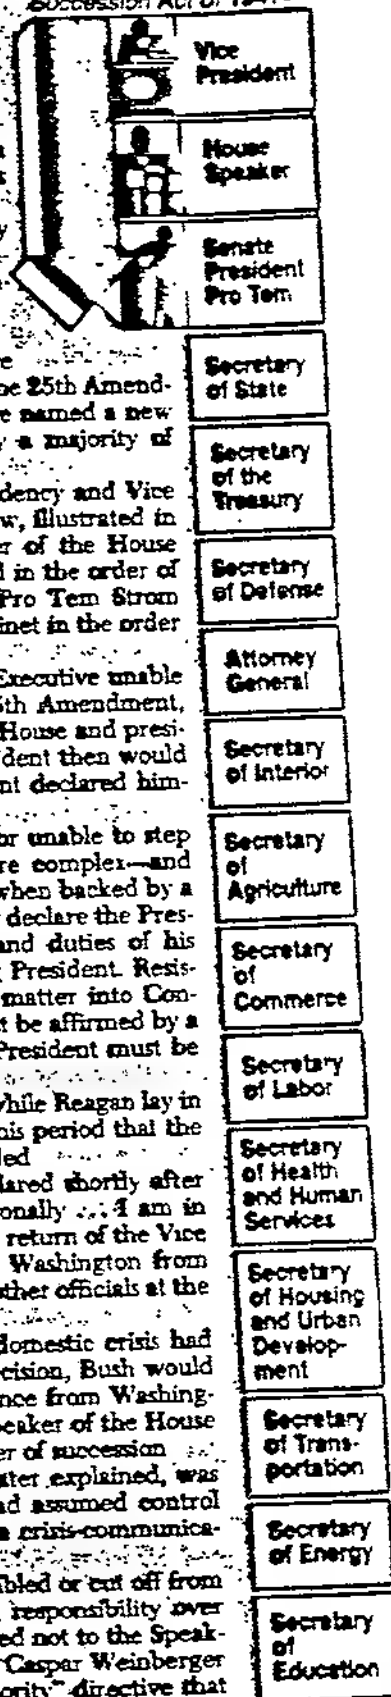 Succession Act of
Vice
President
House
Speaker
Senate
President
Pro Tem
Secretary
of State
Secretary
of the
Treasury
Secretary
of Defense
Attorney
General
Secretary
of Interior
Secretary
of
Agriculture
Secretary
of
Commerce
Secretary
of Labor
Secretary
of Health
and Human
Services
Secretary
of Housing
and Urban
Develop-
ment
Secretary
of Trans-
portation
Secretary
of Energy
Secretary
of
Education
25th Amend-
named a new
a majority of
dency and Vice
w, illustrated in
er of the House
d in the order of
Pro Tem Strom
inet in the order
Executive unable
5th Amendment,
House and presi-
dent then would
nt declared him-
or unable to step
re complex—and
when backed by a
declare the Pres-
and duties of his
President. Resis-
matter into Con-
t be affirmed by a
President must be
While Reagan lay in
his period that the
led
lared shortly after
onally ... I am in
return of the Vice
Washington from
ther officials at the
domestic crisis had
cision, Bush would
nce from Washing-
peaker of the House
er of succession
ater explained, was
ad assumed control
a crisis-communica-
bled or cut off from
responsibility over
ed not to the Speak-
Caspar Weinberger
ority" directive that